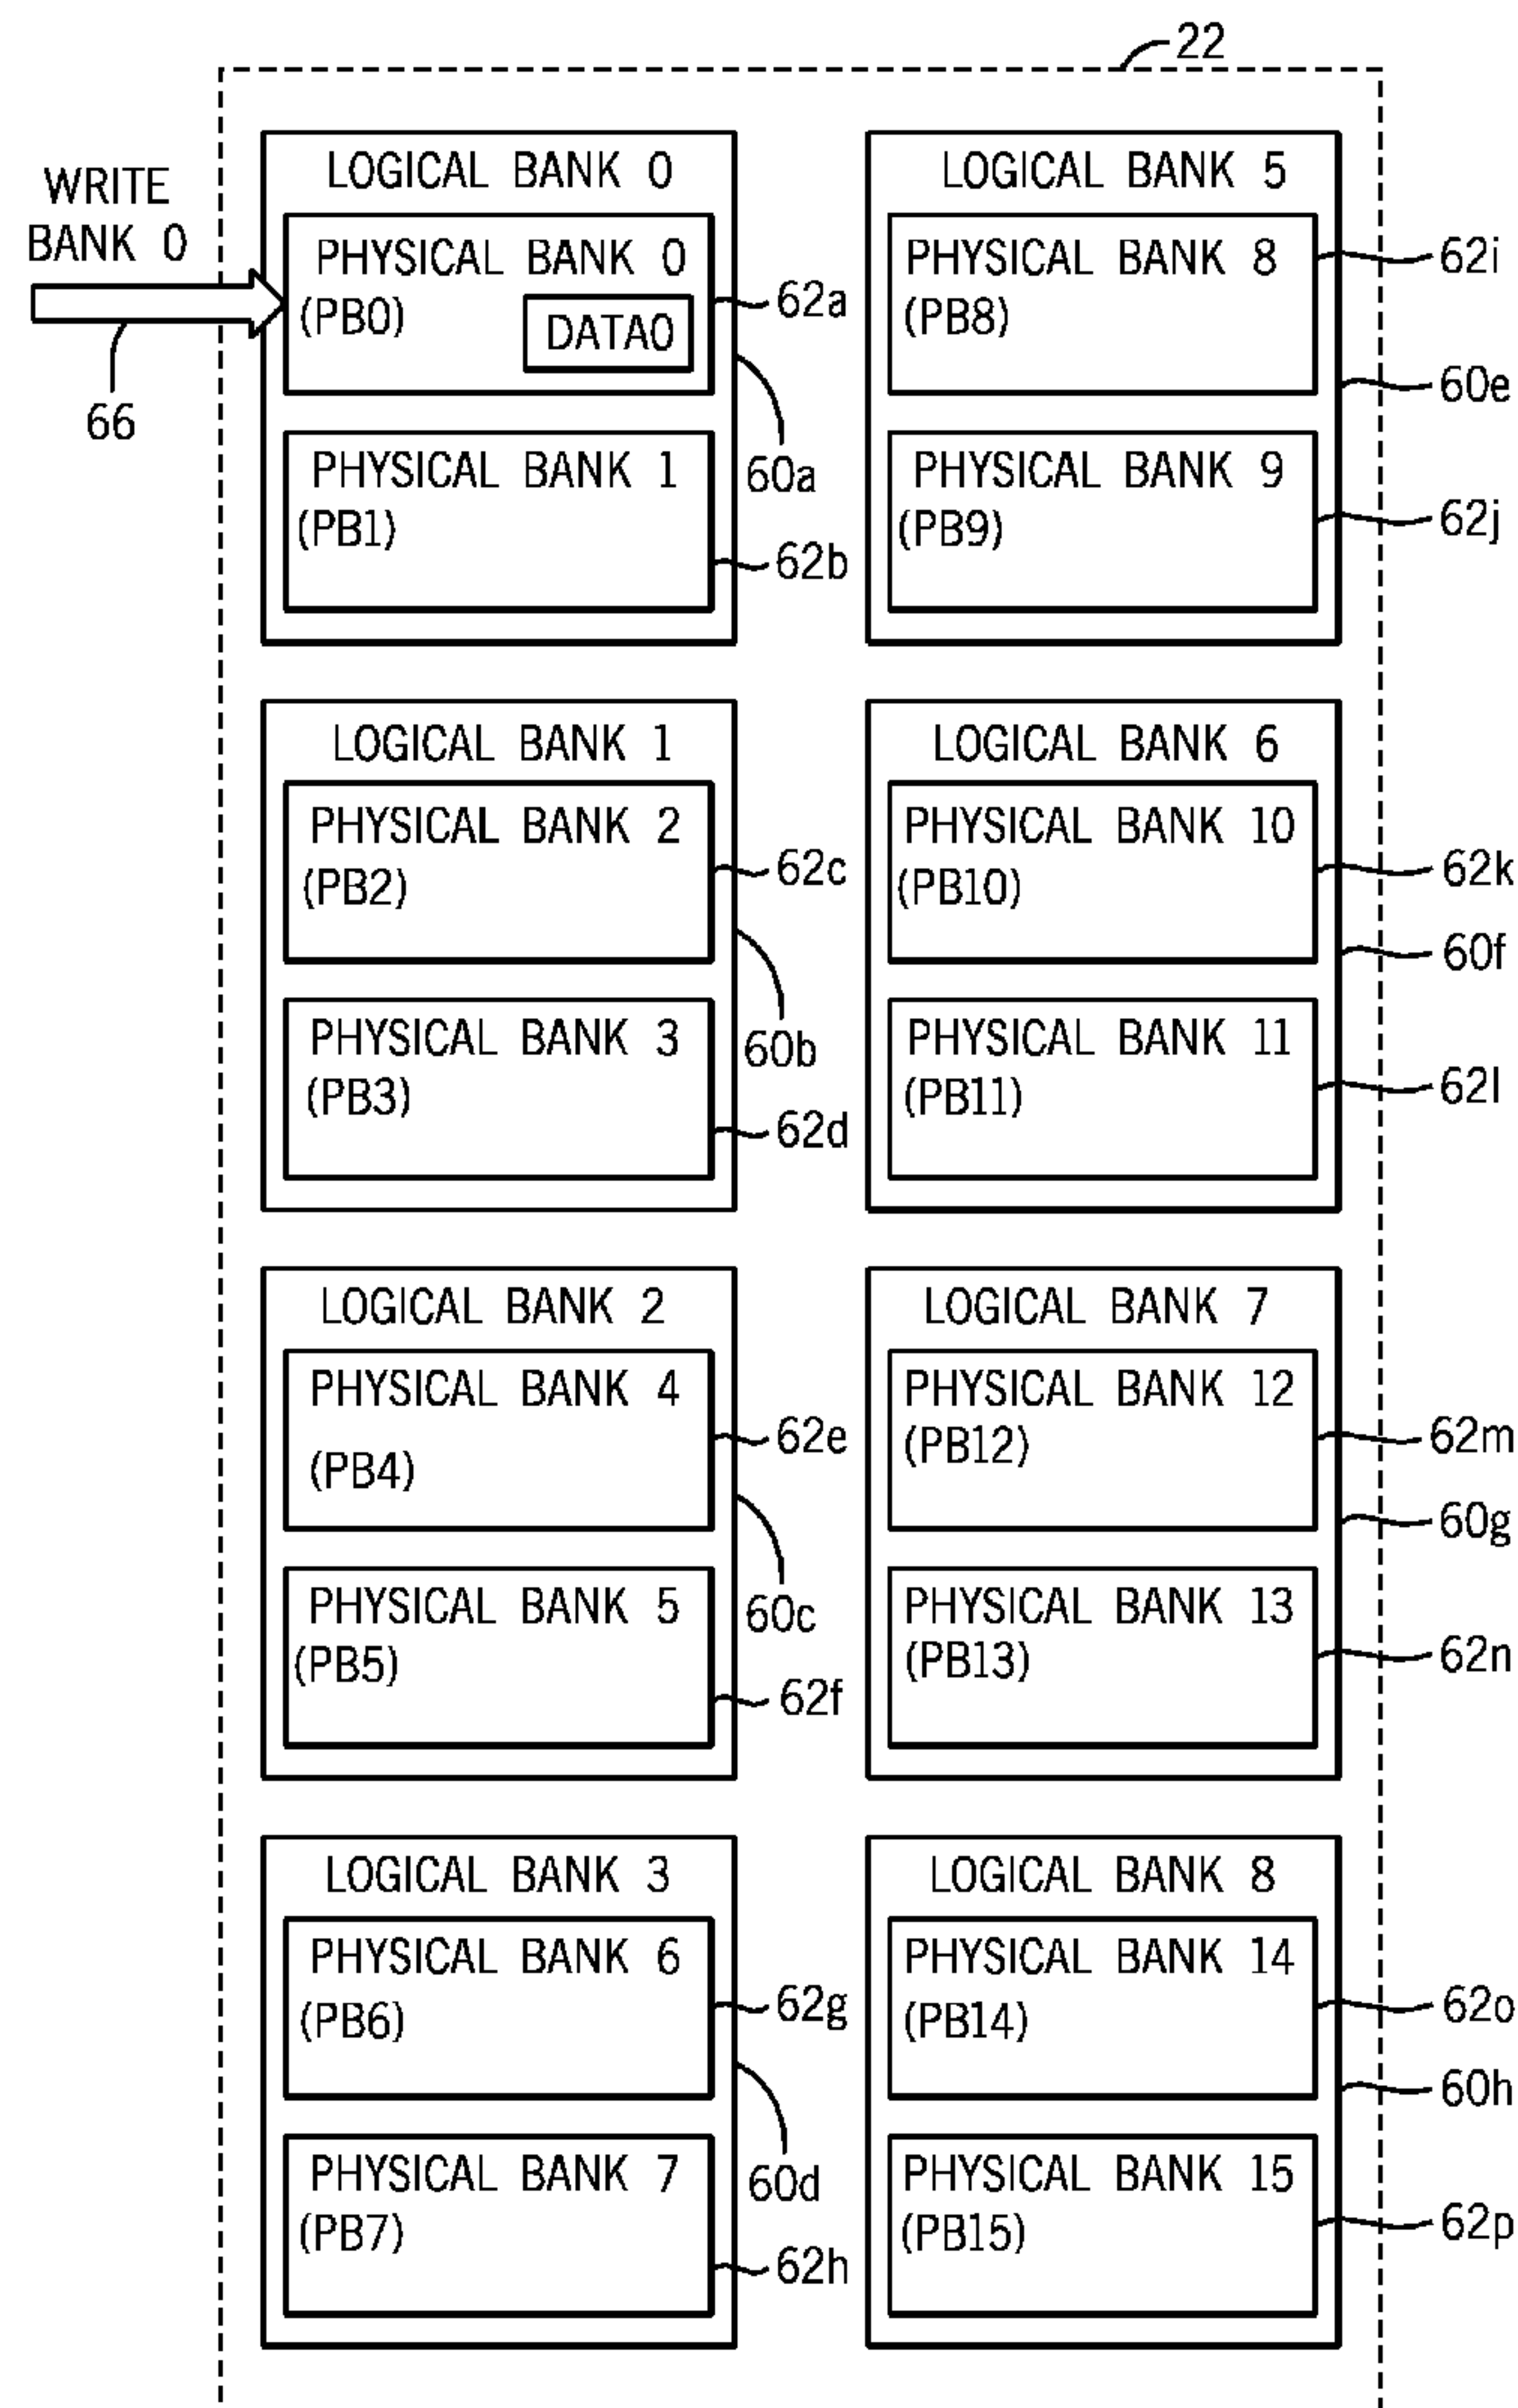 22
WRITE
BANK 0
66
LOGICAL BANK 0
PHYSICAL BANK 0
(PB0)
DATA0
62a
60a
PHYSICAL BANK 1
(PB1)
62b
LOGICAL BANK 5
PHYSICAL BANK 8
(PB8)
62i
60e
PHYSICAL BANK 9
(PB9)
62j
LOGICAL BANK 1
PHYSICAL BANK 2
(PB2)
62c
60b
PHYSICAL BANK 3
(PB3)
62d
LOGICAL BANK 6
PHYSICAL BANK 10
(PB10)
62k
60f
PHYSICAL BANK 11
(PB11)
62l
LOGICAL BANK 2
PHYSICAL BANK 4
(PB4)
62e
60c
PHYSICAL BANK 5
(PB5)
62f
LOGICAL BANK 7
PHYSICAL BANK 12
(PB12)
62m
60g
PHYSICAL BANK 13
(PB13)
62n
LOGICAL BANK 3
PHYSICAL BANK 6
(PB6)
62g
60d
PHYSICAL BANK 7
(PB7)
62h
LOGICAL BANK 8
PHYSICAL BANK 14
(PB14)
62o
60h
PHYSICAL BANK 15
(PB15)
62p